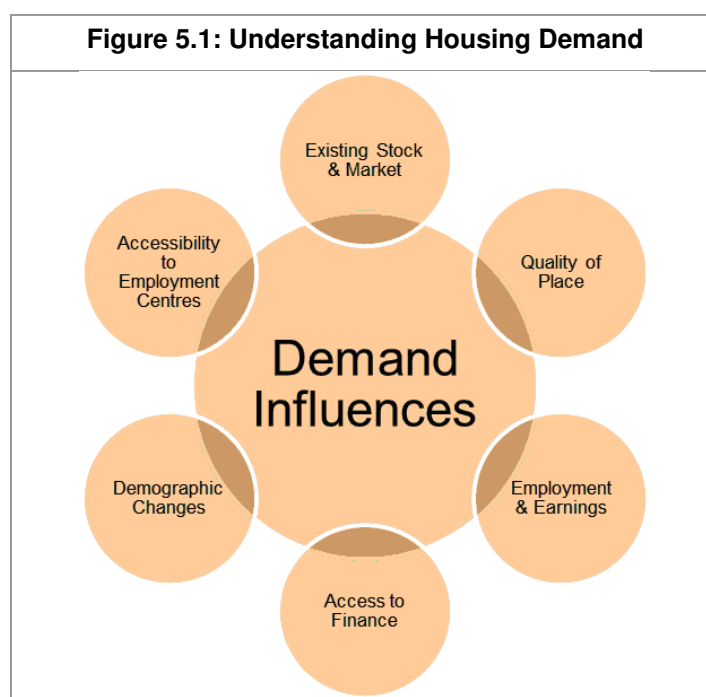 Figure 5.1: Understanding Housing Demand
Existing Stock
& Market
Quality of
Place
Employment
& Earnings
Access to
Finance
Demographic
Changes
Accessibility
to
Employment
Centres
Demand
Influences